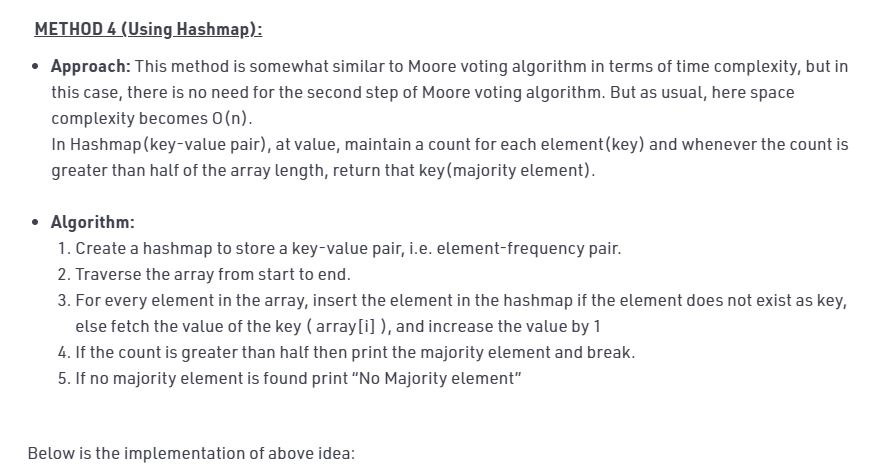 METHOD 4 (Using Hashmap):
• Approach: This method is somewhat similar to Moore voting algorithm in terms of time complexity, but in
this case, there is no need for the second step of Moore voting algorithm. But as usual, here space
complexity becomes O(n).
In Hashmap(key-value pair), at value, maintain a count for each element(key) and whenever the count is
greater than half of the array length, return that key(majority element).
• Algorithm:
1. Create a hashmap to store a key-value pair, i.e. element-frequency pair.
2. Traverse the array from start to end.
3. For every element in the array, insert the element in the hashmap if the element does not exist as key,
else fetch the value of the key ( array[i] ), and increase the value by 1
4. If the count is greater than half then print the majority element and break.
5. If no majority element is found print “No Majority element”
Below is the implementation of above idea: